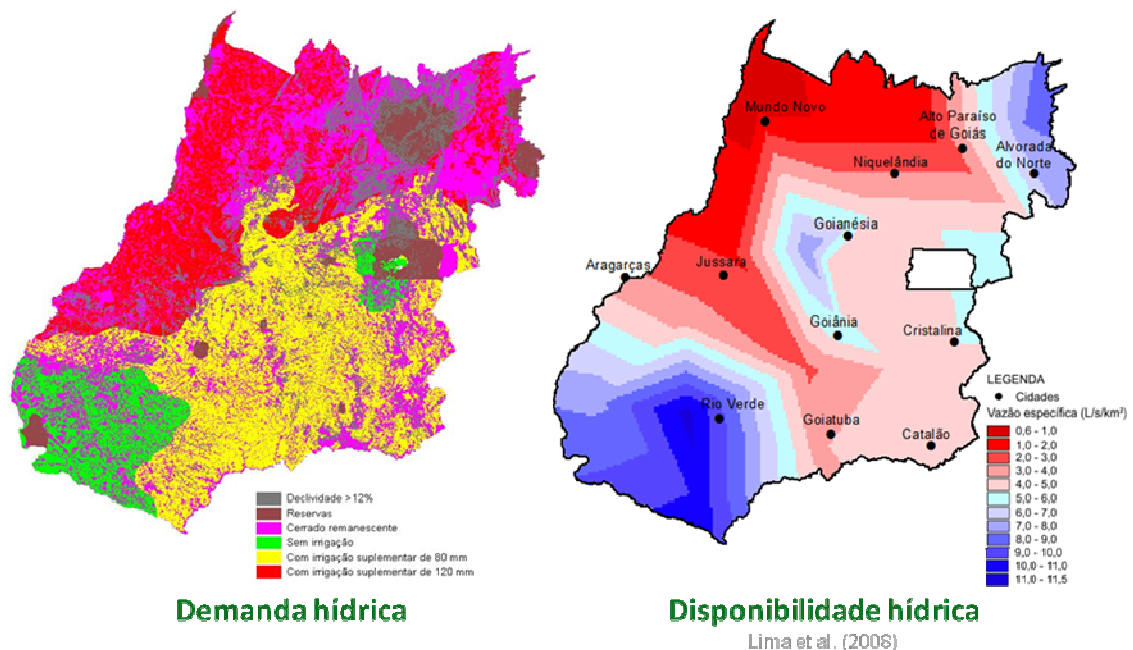 Declividade >12%
Reservas
Cerrado remanescente
Sem irrigação
Com irrigação suplementar de 80 mm
Com irrigação suplementar de 120 mm
Demanda hídrica
Mundo Novo
Alto Paraíso
de Goiás
Alvorada
do Norte
Niquelândia
Goianésia
Aragarças
Jussara
Goiânia
Cristalina
Rio Verde
Goiatuba
Catalão
LEGENDA
Cidades
Vazão específica (L/s/km²)
0,6 - 1,0
1,0 - 2,0
2,0 - 3,0
3,0 - 4,0
4,0 - 5,0
5,0 - 6,0
6,0 - 7,0
7,0 - 8,0
8,0 - 9,0
9,0 - 10,0
10,0 - 11,0
11,0 - 11,5
Disponibilidade hídrica
Lima et al. (2008)